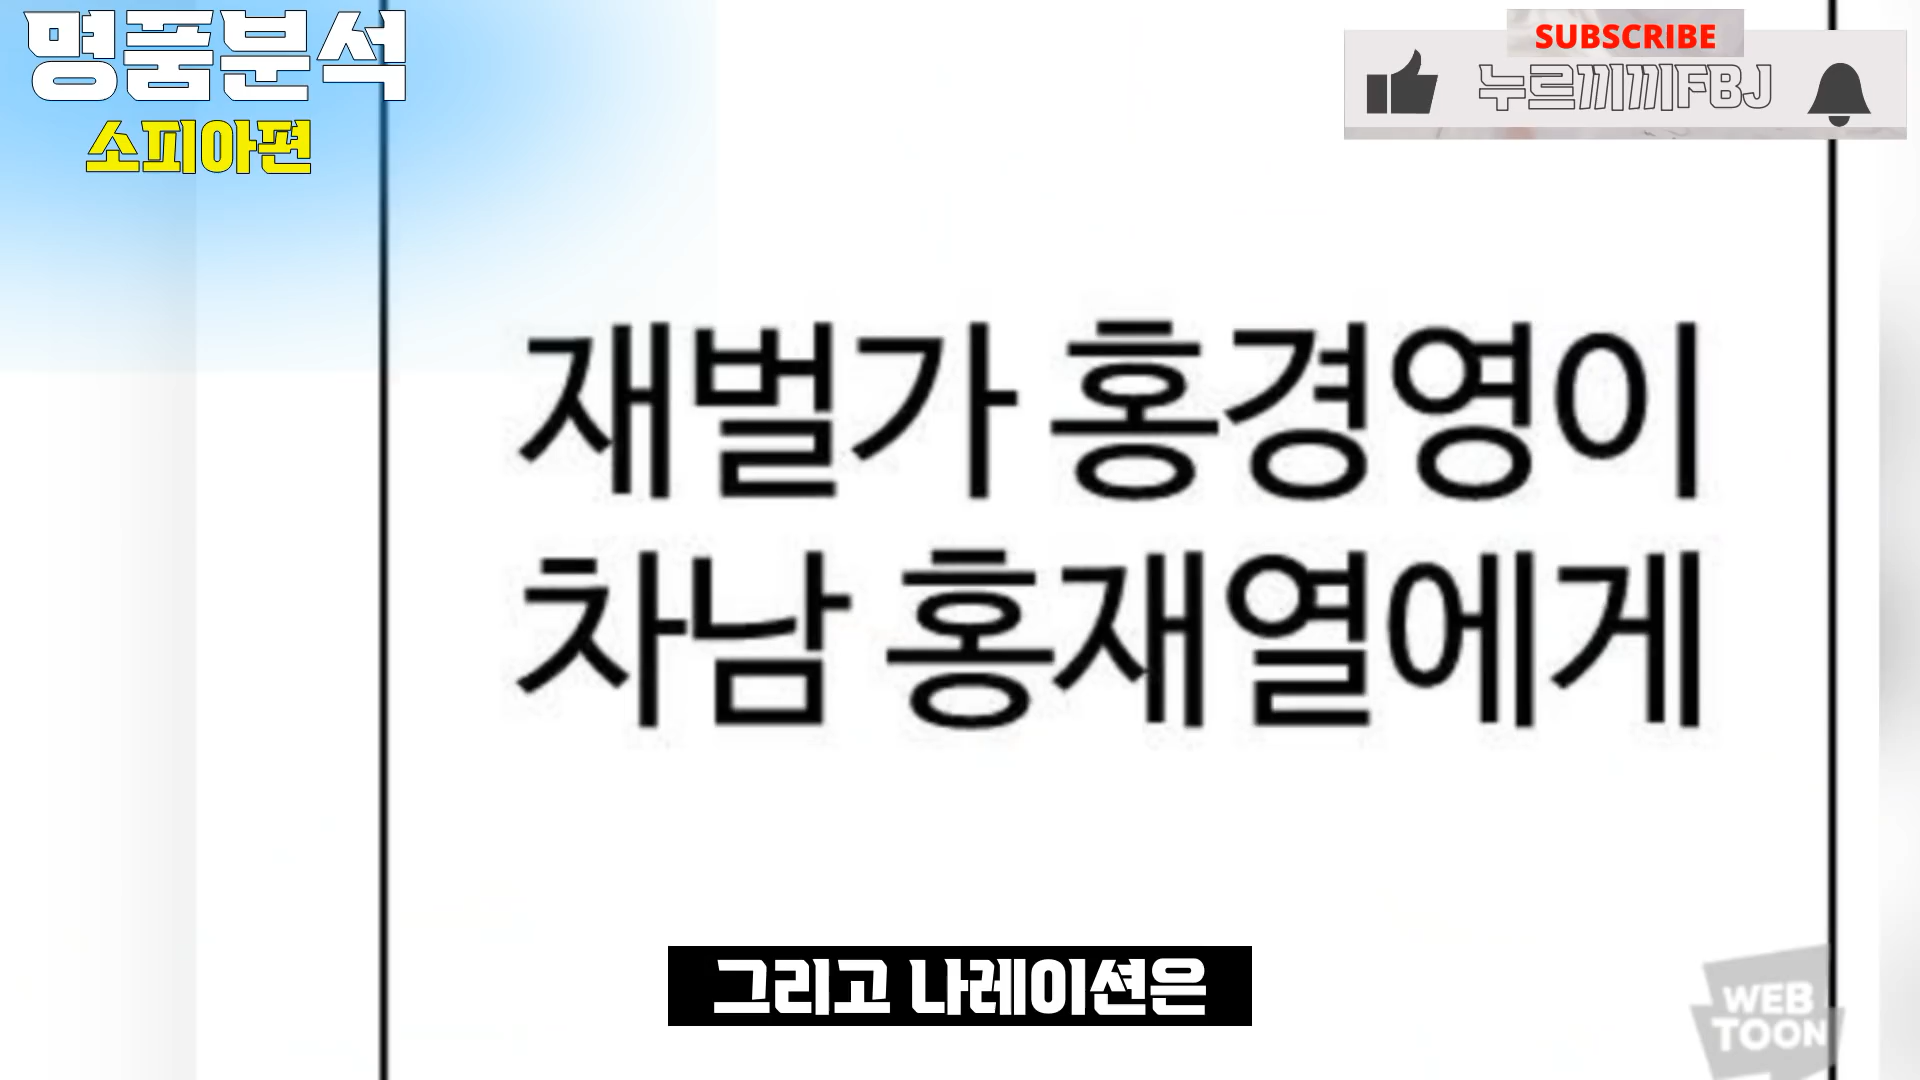 명품분석
소피아편
SUBSCRIBE
누르끼끼FBJ
재벌가 홍경영이
차남 홍재열에게
그리고 나레이션은
WEB
TOON